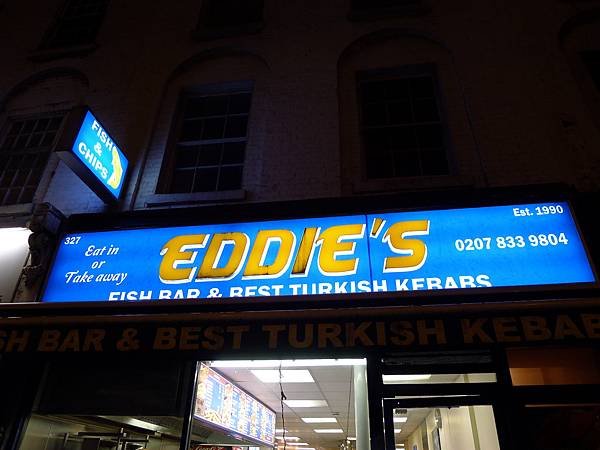 FISH
&
CHIPS
327
Est. 1990
Eat in
or
Take away
EDDIE'S
0207 833 9804
FISH BAR & BEST TURKISH KEBABS
SH BAR & BEST TURKISH KEBAB